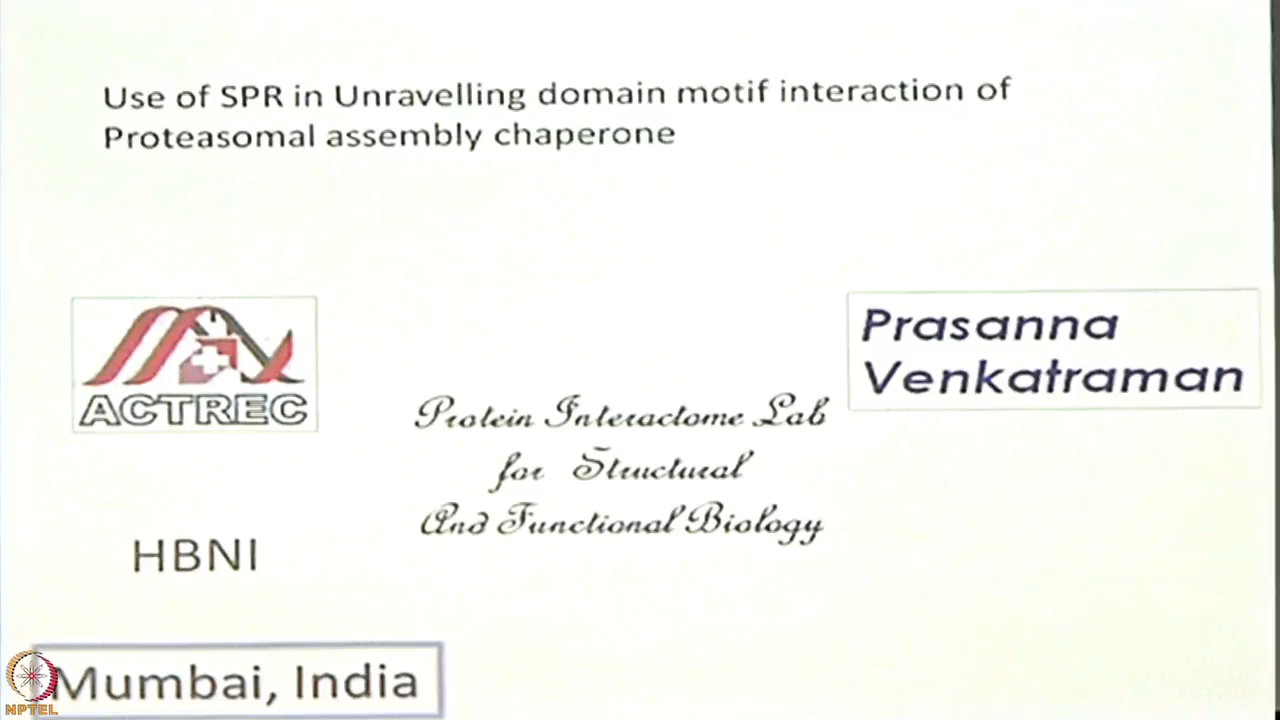 Use of SPR in Unravelling domain motif interaction of
Proteasomal assembly chaperone
ACTREC
Prasanna
Venkatraman
Protein Interactome Lab
for Structural
And Functional Biology
HBNI
Mumbai, India
NPTEL